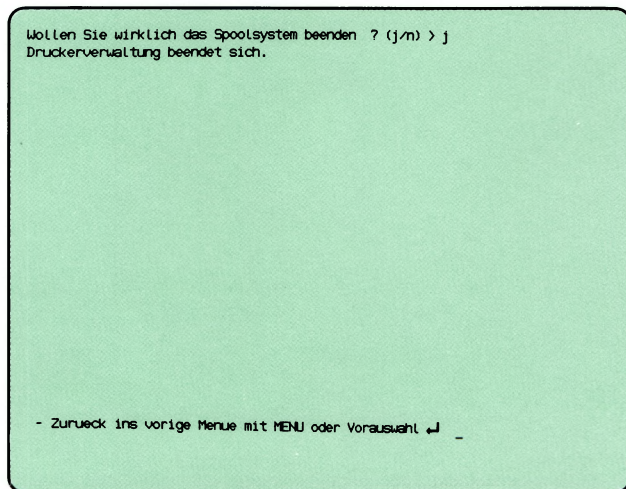 Wollen Sie wirklich das Spoolsystem beenden ? (j/n) > j
Druckerverwaltung beendet sich.
- Zurueck ins vorige Menue mit MENU oder Vorauswahl ↵ _